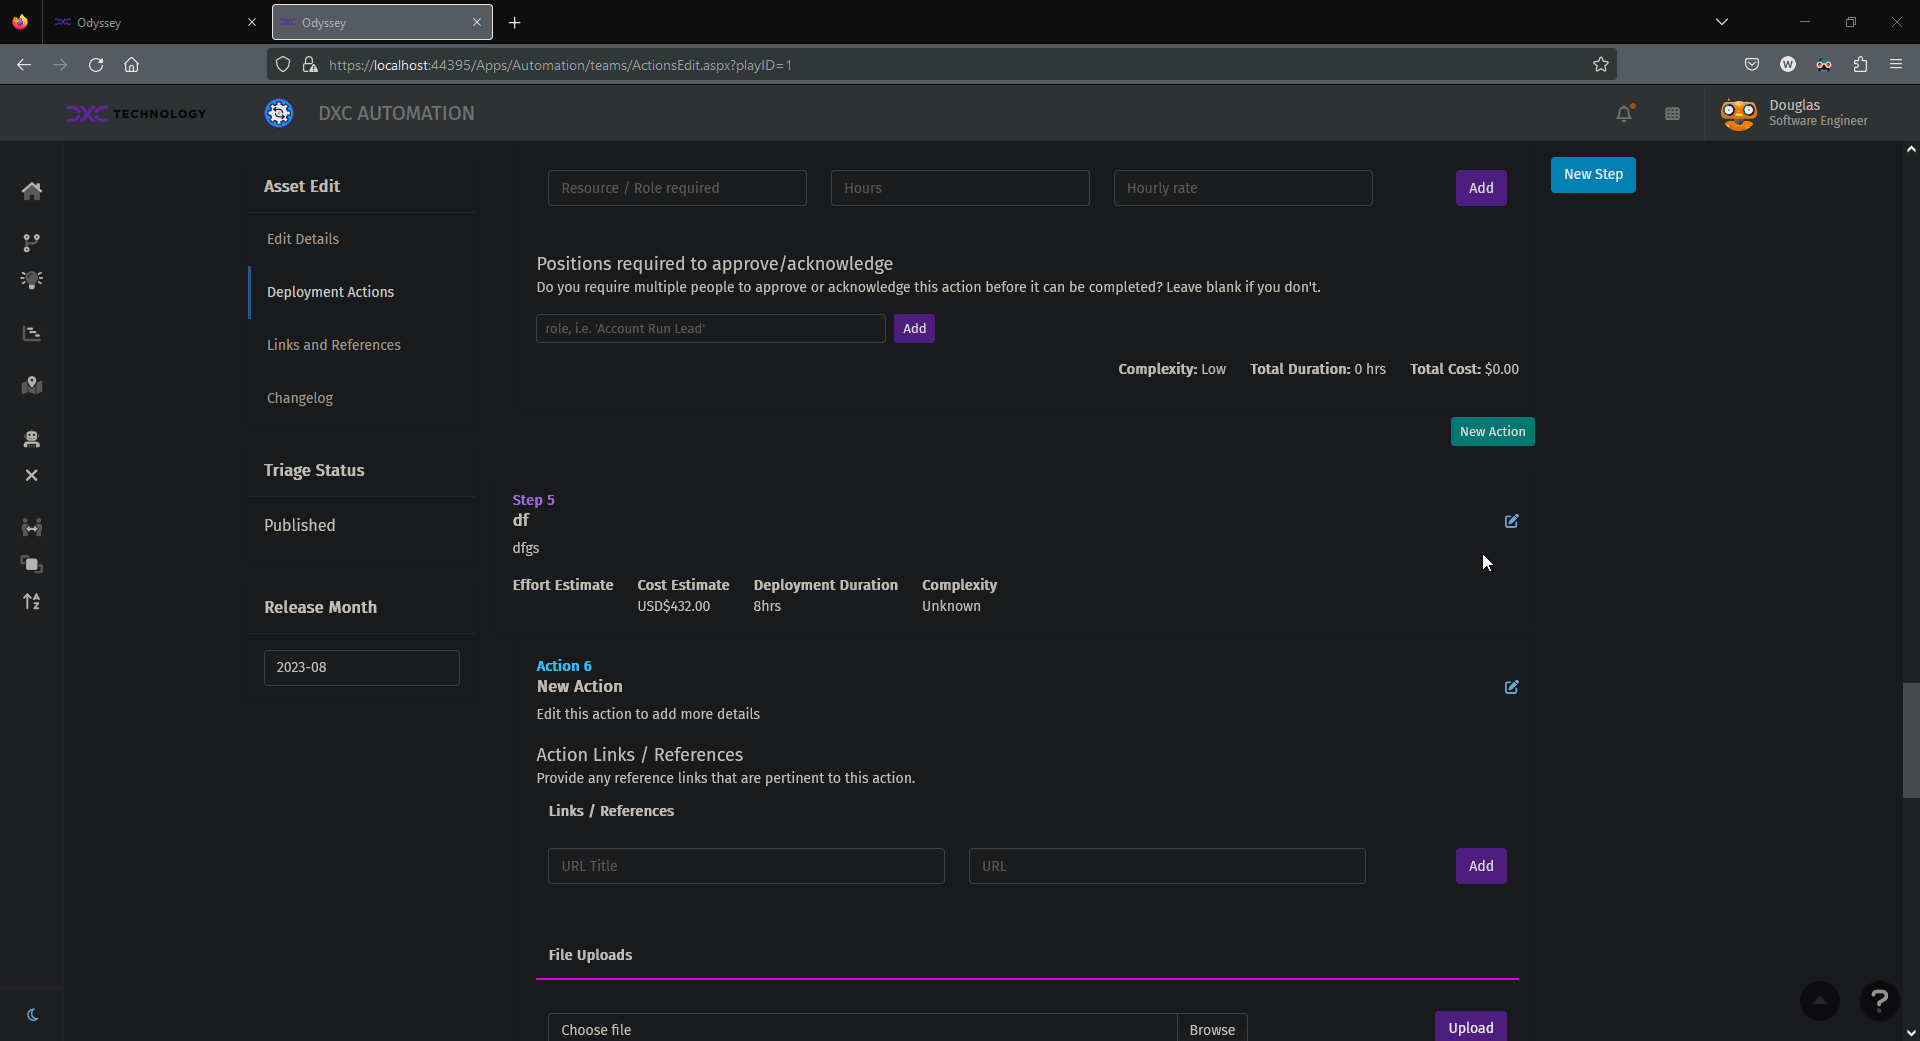 Odyssey
Odyssey
https://localhost:44395/Apps/Automation/teams/ActionsEdit.aspx?playID=1
W
DXC TECHNOLOGY
DXC AUTOMATION
Douglas
Software Engineer
Asset Edit
Edit Details
Deployment Actions
Links and References
Changelog
Triage Status
Published
Release Month
2023-08
Resource / Role required
Hours
Hourly rate
Add
New Step
Positions required to approve/acknowledge
Do you require multiple people to approve or acknowledge this action before it can be completed? Leave blank if you don't.
role, i.e. 'Account Run Lead'
Add
Complexity: Low Total Duration: 0 hrs Total Cost: $0.00
New Action
Step 5
df
dfgs
Effort Estimate Cost Estimate Deployment Duration Complexity
USD$432.00 8hrs Unknown
Action 6
New Action
Edit this action to add more details
Action Links / References
Provide any reference links that are pertinent to this action.
Links / References
URL Title
URL
Add
File Uploads
Choose file
Browse
Upload
?